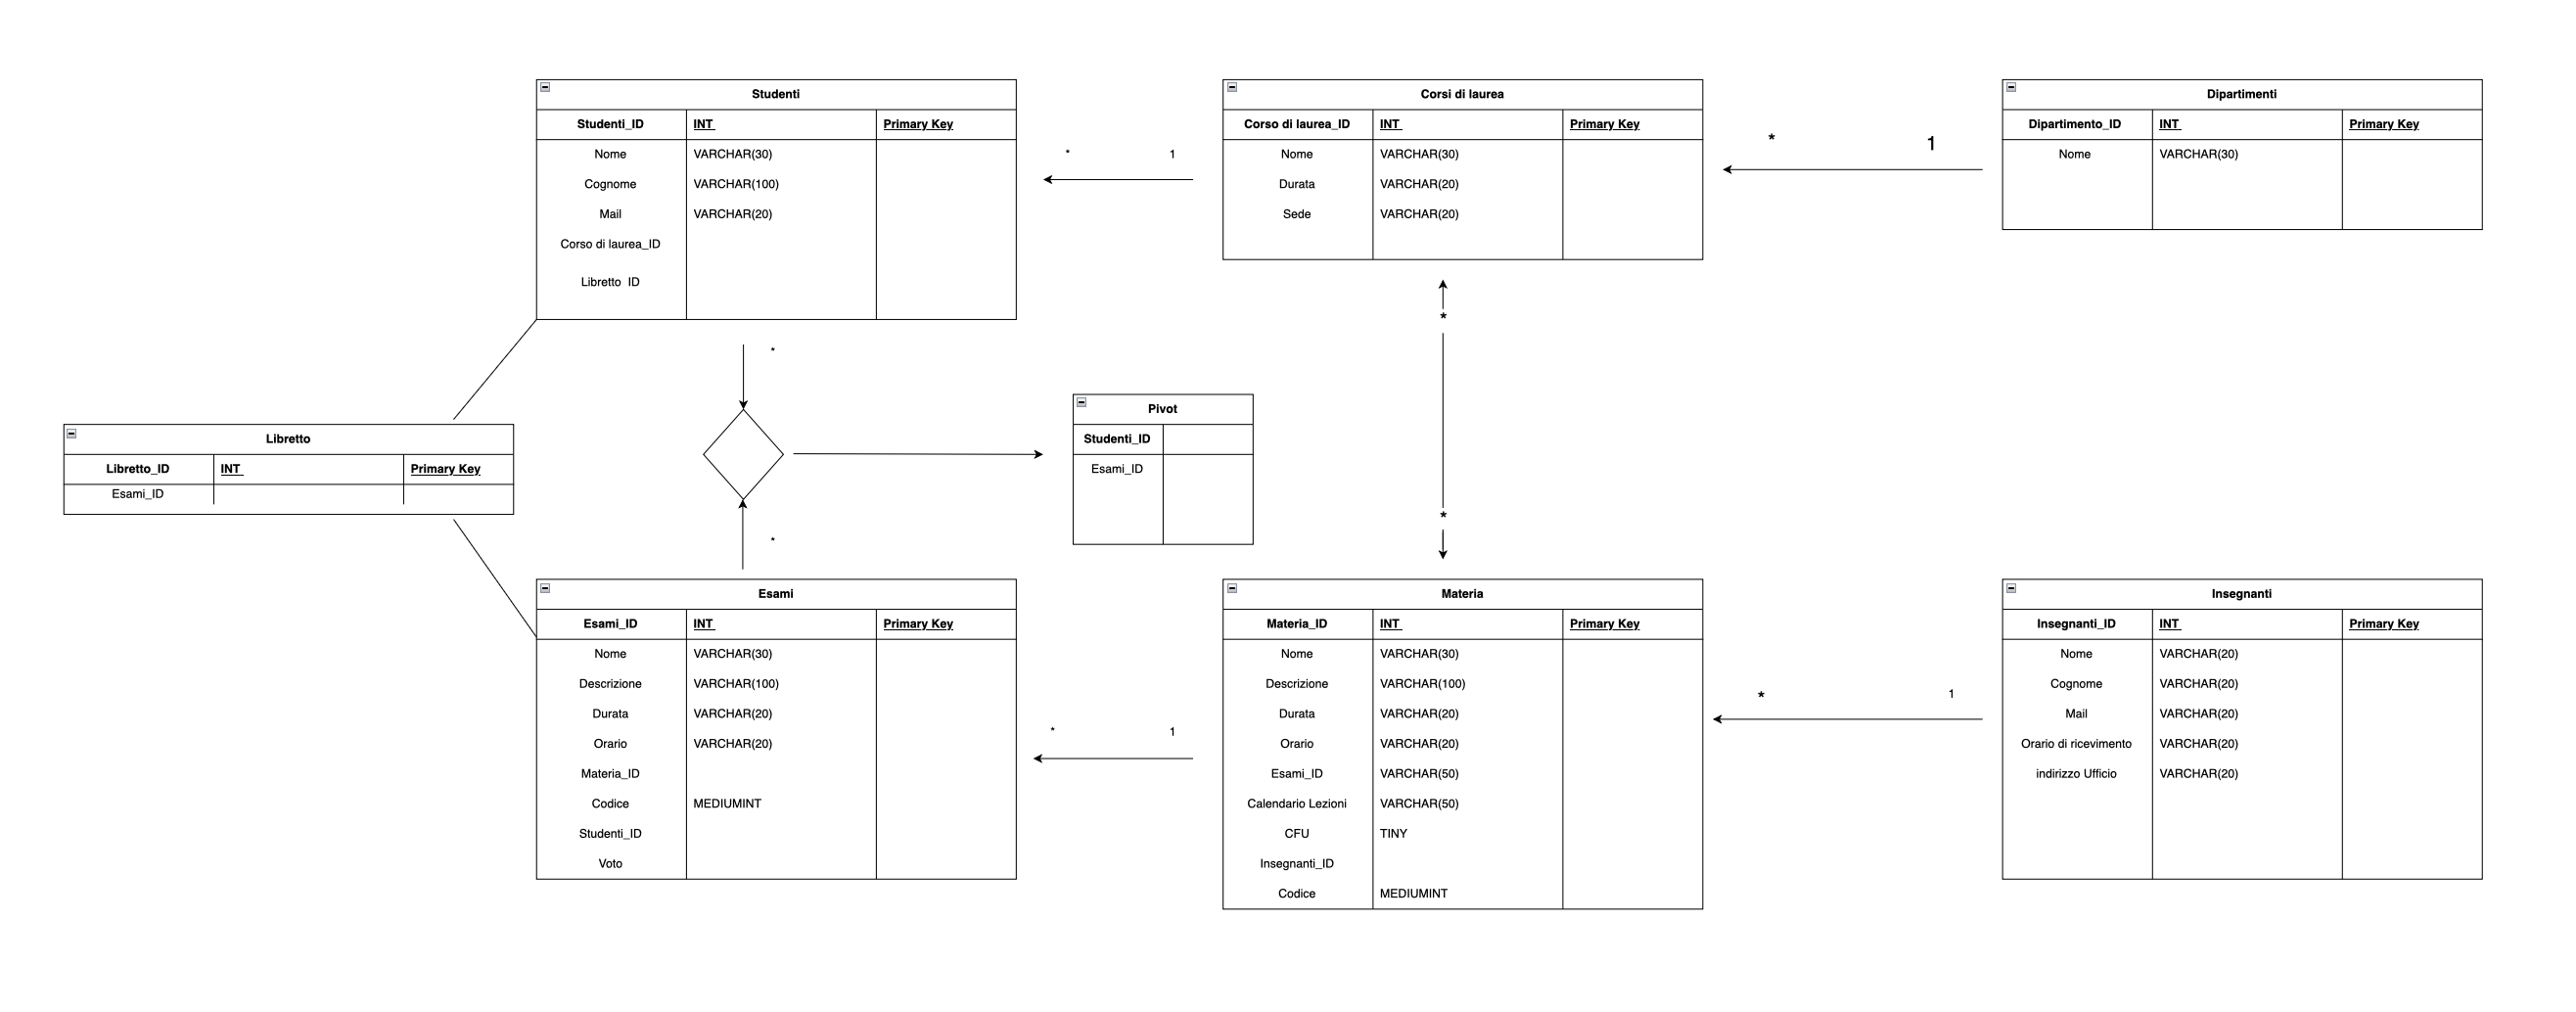 Studenti
Studenti_ID INT Primary Key
Nome VARCHAR(30)
Cognome VARCHAR(100)
Mail VARCHAR(20)
Corso di laurea_ID
Libretto ID
* 1
Corsi di laurea
Corso di laurea_ID INT Primary Key
Nome VARCHAR(30)
Durata VARCHAR(20)
Sede VARCHAR(20)
* 1
Dipartimenti
Dipartimento_ID INT Primary Key
Nome VARCHAR(30)
*
*
Libretto
Libretto_ID INT Primary Key
Esami_ID
*
*
Pivot
Studenti_ID
Esami_ID
Esami
Esami_ID INT Primary Key
Nome VARCHAR(30)
Descrizione VARCHAR(100)
Durata VARCHAR(20)
Orario VARCHAR(20)
Materia_ID
Codice MEDIUMINT
Studenti_ID
Voto
* 1
Materia
Materia_ID INT Primary Key
Nome VARCHAR(30)
Descrizione VARCHAR(100)
Durata VARCHAR(20)
Orario VARCHAR(20)
Esami_ID VARCHAR(50)
Calendario Lezioni VARCHAR(50)
CFU TINY
Insegnanti_ID
Codice MEDIUMINT
* 1
Insegnanti
Insegnanti_ID INT Primary Key
Nome VARCHAR(20)
Cognome VARCHAR(20)
Mail VARCHAR(20)
Orario di ricevimento VARCHAR(20)
indirizzo Ufficio VARCHAR(20)